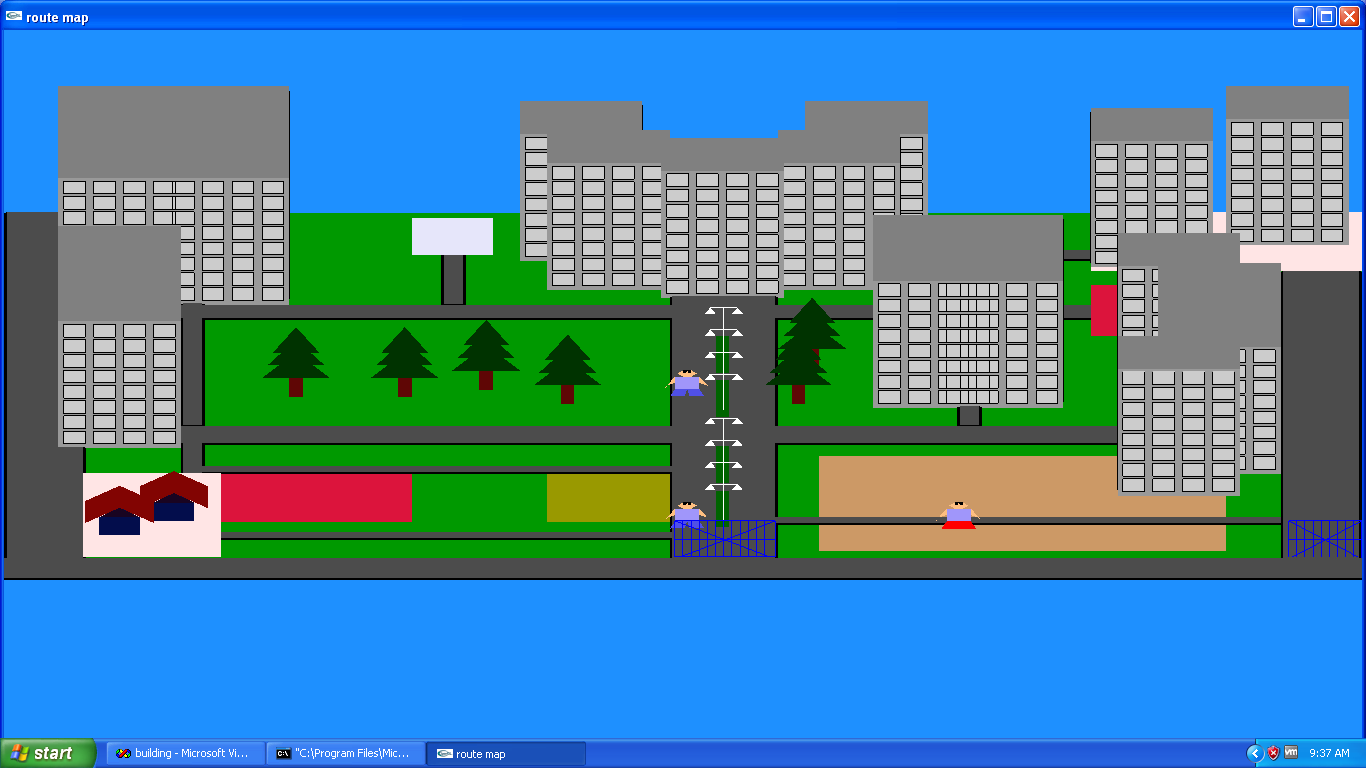 route map
start
building - Microsoft Vi...
"C:\Program Files\Mic...
route map
9:37 AM